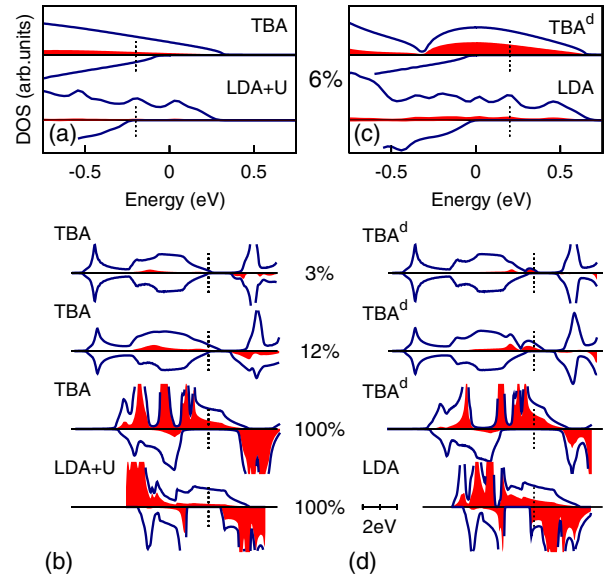 DOS (arb.units)
TBA
LDA+U
(a)
-0.5
0
0.5
Energy (eV)
6%
TBA^d
LDA
(c)
-0.5
0
0.5
Energy (eV)
TBA
3%
TBA^d
TBA
12%
TBA^d
TBA
100%
TBA^d
LDA+U
100%
LDA
2eV
(b)
(d)